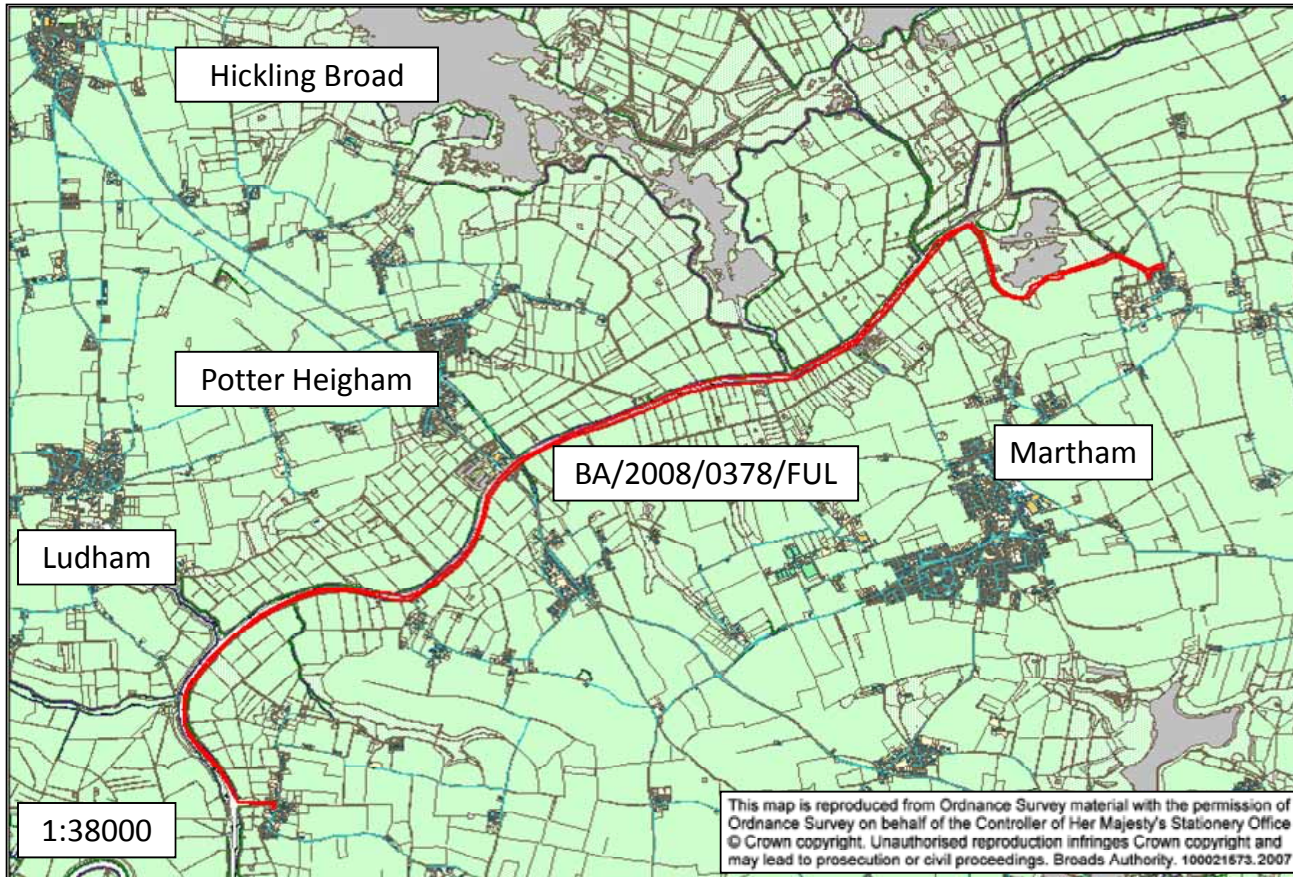 Hickling Broad
Potter Heigham
BA/2008/0378/FUL
Martham
Ludham
1:38000
This map is reproduced from Ordnance Survey material with the permission of
Ordnance Survey on behalf of the Controller of Her Majesty's Stationery Office
© Crown copyright. Unauthorised reproduction infringes Crown copyright and
may lead to prosecution or civil proceedings. Broads Authority. 100021573.2007